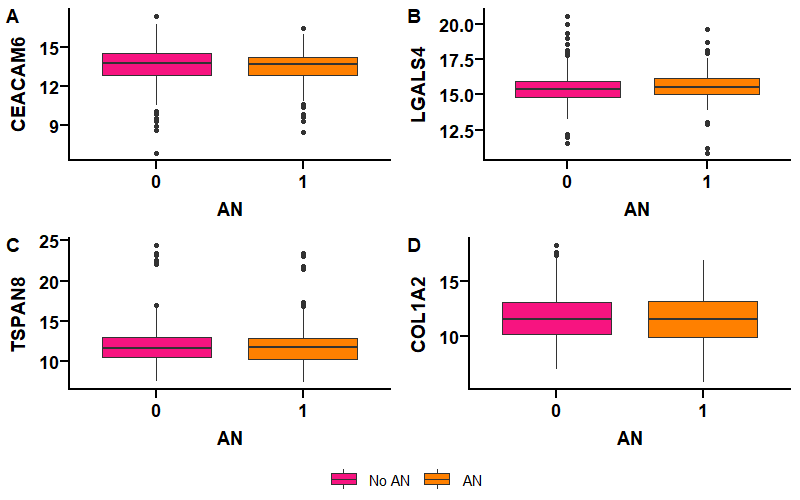 A
CEACAM6
15
12
9
0
1
AN
B
LGALS4
20.0
17.5
15.0
12.5
0
1
AN
C
TSPAN8
25
20
15
10
0
1
AN
D
COL1A2
15
10
0
1
AN
No AN
AN